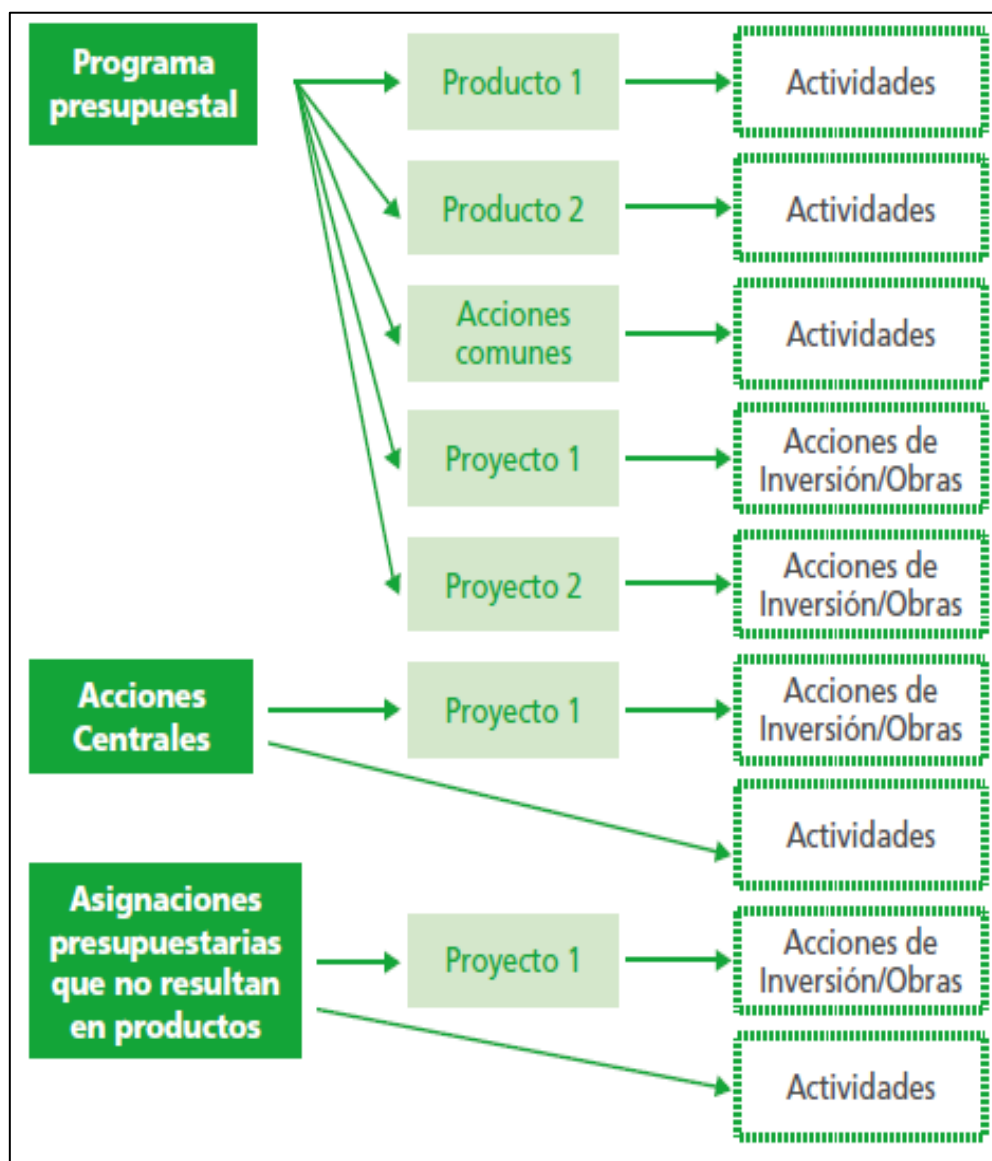 Programa
presupuestal
Producto 1
Actividades
Producto 2
Actividades
Acciones
comunes
Actividades
Proyecto 1
Acciones de
Inversión/Obras
Proyecto 2
Acciones de
Inversión/Obras
Acciones
Centrales
Proyecto 1
Acciones de
Inversión/Obras
Actividades
Asignaciones
presupuestarias
que no resultan
en productos
Proyecto 1
Acciones de
Inversión/Obras
Actividades